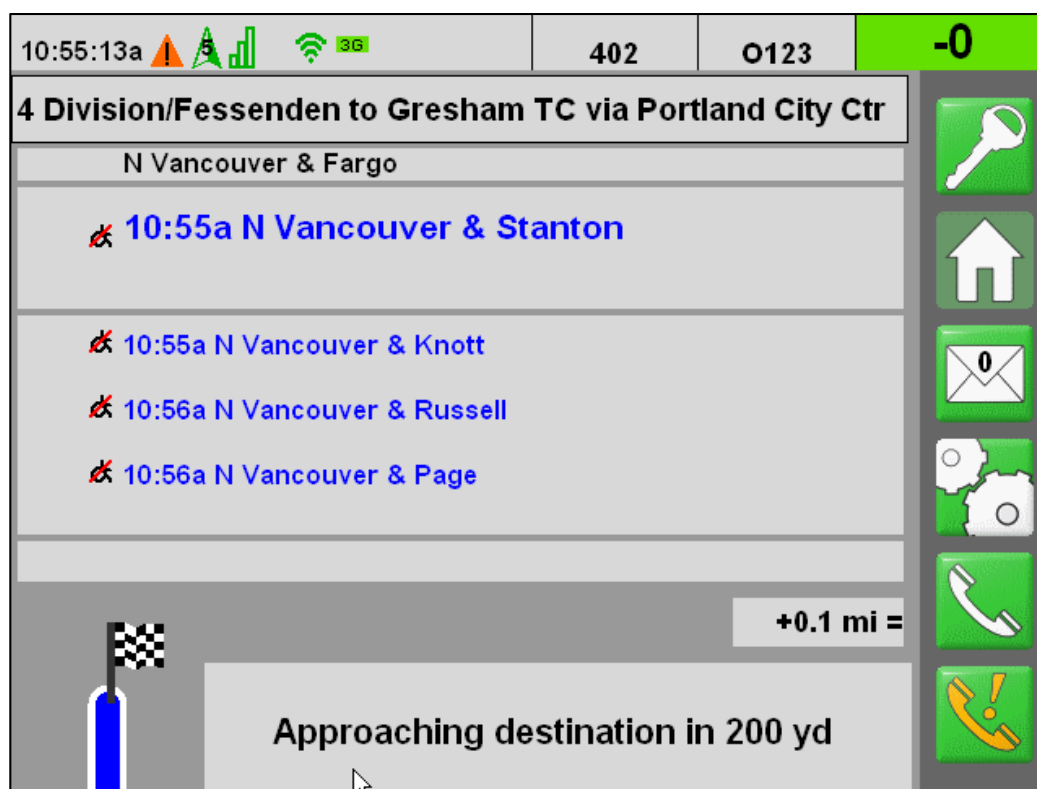 10:55:13a 5 3G 402 O123 -0
4 Division/Fessenden to Gresham TC via Portland City Ctr
N Vancouver & Fargo
10:55a N Vancouver & Stanton
10:55a N Vancouver & Knott
0
10:56a N Vancouver & Russell
10:56a N Vancouver & Page
+0.1 mi =
Approaching destination in 200 yd